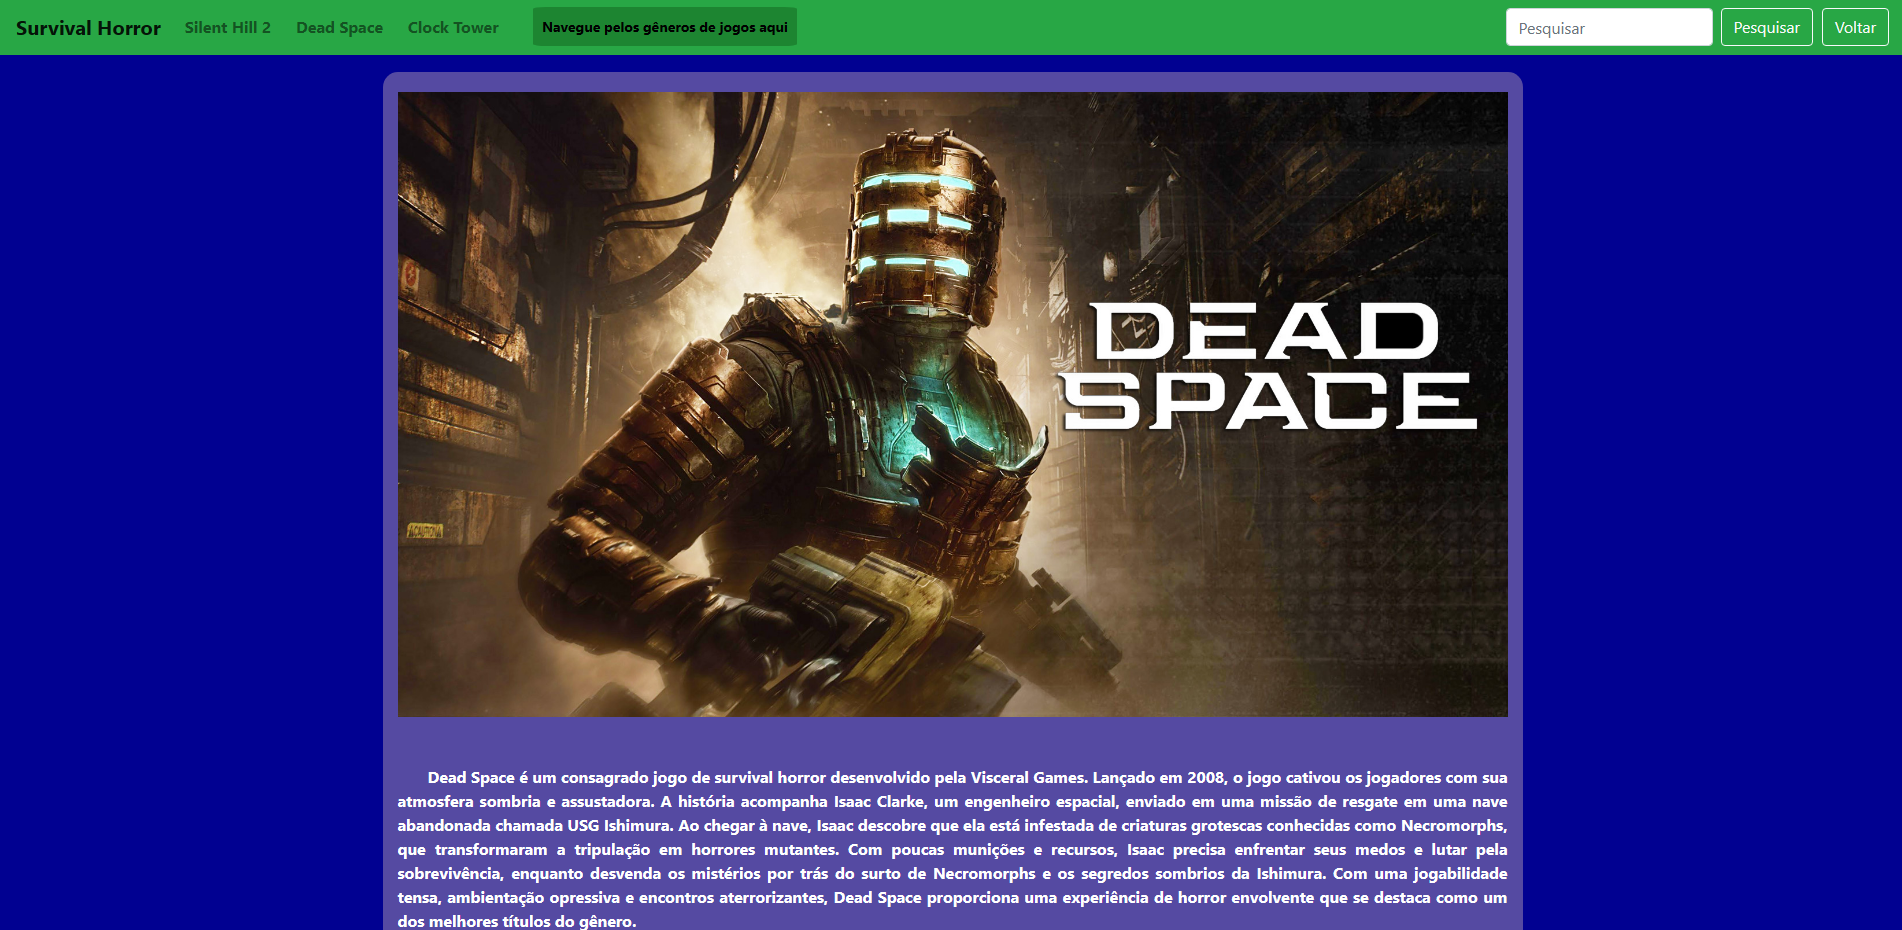 Survival Horror Silent Hill 2 Dead Space Clock Tower Navegue pelos gêneros de jogos aqui Pesquisar Pesquisar Voltar
DEAD
SPACE
Dead Space é um consagrado jogo de survival horror desenvolvido pela Visceral Games. Lançado em 2008, o jogo cativou os jogadores com sua
atmosfera sombria e assustadora. A história acompanha Isaac Clarke, um engenheiro espacial, enviado em uma missão de resgate em uma nave
abandonada chamada USG Ishimura. Ao chegar à nave, Isaac descobre que ela está infestada de criaturas grotescas conhecidas como Necromorphs,
que transformaram a tripulação em horrores mutantes. Com poucas munições e recursos, Isaac precisa enfrentar seus medos e lutar pela
sobrevivência, enquanto desvenda os mistérios por trás do surto de Necromorphs e os segredos sombrios da Ishimura. Com uma jogabilidade
tensa, ambientação opressiva e encontros aterrorizantes, Dead Space proporciona uma experiência de horror envolvente que se destaca como um
dos melhores títulos do gênero.